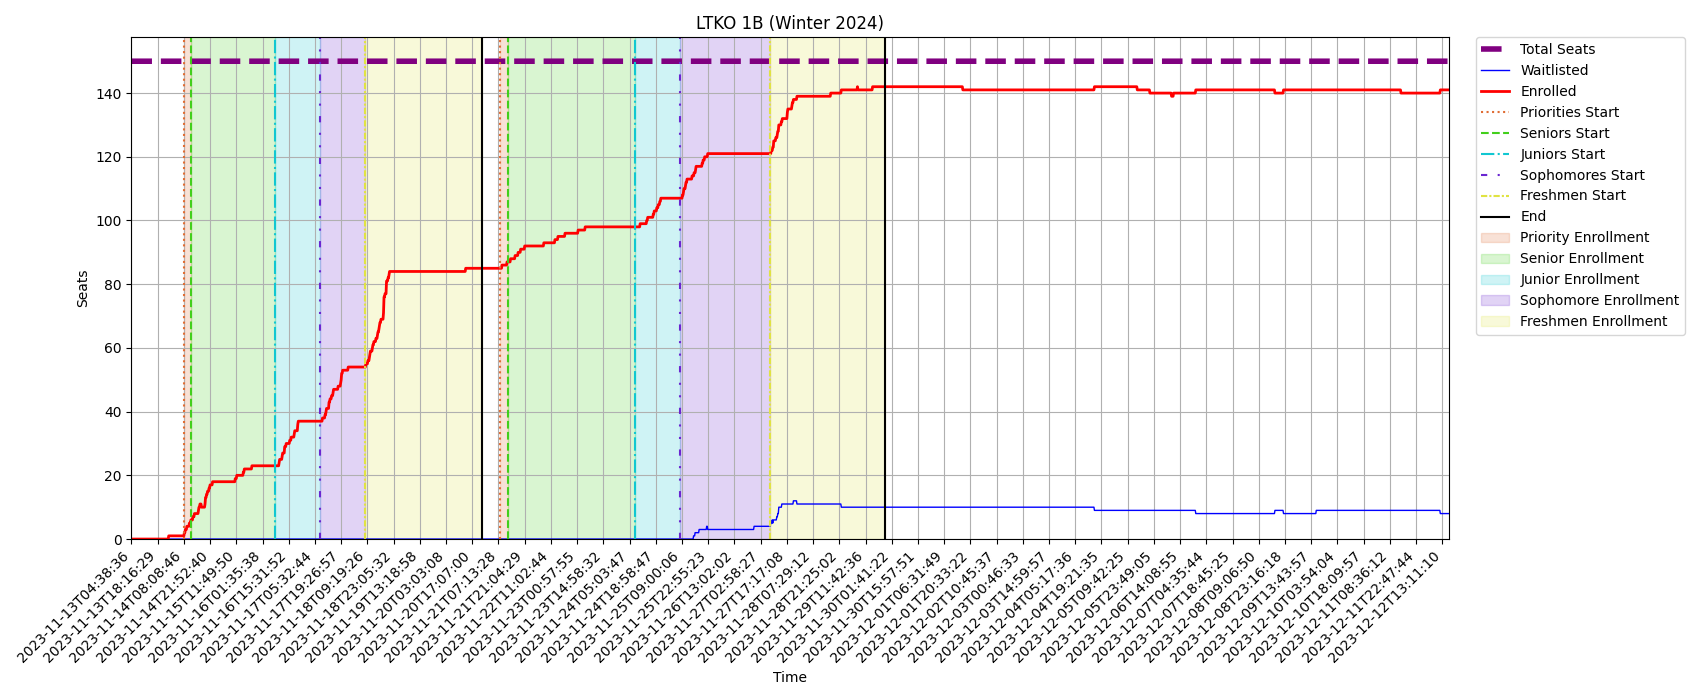 LTKO 1B (Winter 2024)
Total Seats
Waitlisted
Enrolled
Priorities Start
Seniors Start
Juniors Start
Sophomores Start
Freshmen Start
End
Priority Enrollment
Senior Enrollment
Junior Enrollment
Sophomore Enrollment
Freshmen Enrollment
Seats
140
120
100
80
60
40
20
0
2023-11-13T04:38:36
2023-11-13T18:16:29
2023-11-14T08:08:46
2023-11-14T21:52:40
2023-11-15T11:49:50
2023-11-16T01:35:38
2023-11-16T15:31:52
2023-11-17T05:32:44
2023-11-17T19:26:57
2023-11-18T09:19:26
2023-11-18T23:05:32
2023-11-19T13:18:58
2023-11-20T03:03:08
2023-11-20T17:07:00
2023-11-21T07:13:28
2023-11-21T21:04:29
2023-11-22T11:02:44
2023-11-23T00:57:55
2023-11-23T14:58:32
2023-11-24T05:03:47
2023-11-24T18:58:47
2023-11-25T09:00:06
2023-11-25T22:55:23
2023-11-26T13:02:02
2023-11-27T02:58:27
2023-11-27T17:17:08
2023-11-28T07:29:12
2023-11-28T21:25:02
2023-11-29T11:42:36
2023-11-30T01:41:22
2023-11-30T15:57:51
2023-12-01T06:31:49
2023-12-01T20:33:22
2023-12-02T10:45:37
2023-12-03T00:46:33
2023-12-03T14:59:57
2023-12-04T05:17:36
2023-12-04T19:21:35
2023-12-05T09:42:25
2023-12-05T23:49:05
2023-12-06T14:08:55
2023-12-07T04:35:44
2023-12-07T18:45:25
2023-12-08T09:06:50
2023-12-08T23:16:18
2023-12-09T13:43:57
2023-12-10T03:54:04
2023-12-10T18:09:57
2023-12-11T08:36:12
2023-12-11T22:47:44
2023-12-12T13:11:10
Time